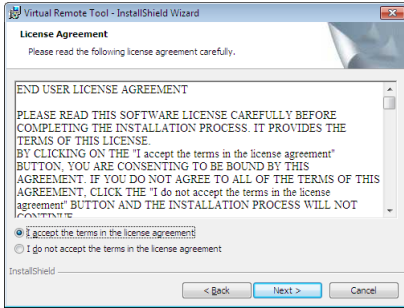 Virtual Remote Tool - InstallShield Wizard
License Agreement
Please read the following license agreement carefully.
END USER LICENSE AGREEMENT
PLEASE READ THIS SOFTWARE LICENSE CAREFULLY BEFORE
COMPLETING THE INSTALLATION PROCESS. IT PROVIDES THE
TERMS OF THIS LICENSE.
BY CLICKING ON THE "I accept the terms in the license agreement"
BUTTON, YOU ARE CONSENTING TO BE BOUND BY THIS
AGREEMENT. IF YOU DO NOT AGREE TO ALL OF THE TERMS OF THIS
AGREEMENT, CLICK THE "I do not accept the terms in the license
agreement" BUTTON AND THE INSTALLATION PROCESS WILL NOT
CONTINUE
I accept the terms in the license agreement
I do not accept the terms in the license agreement
InstallShield
< Back Next > Cancel